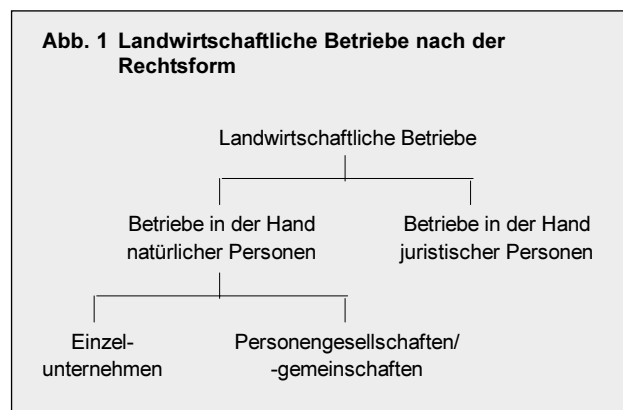 Abb. 1 Landwirtschaftliche Betriebe nach der
Rechtsform
Landwirtschaftliche Betriebe
Betriebe in der Hand
natürlicher Personen
Betriebe in der Hand
juristischer Personen
Einzel-
unternehmen
Personengesellschaften/
-gemeinschaften